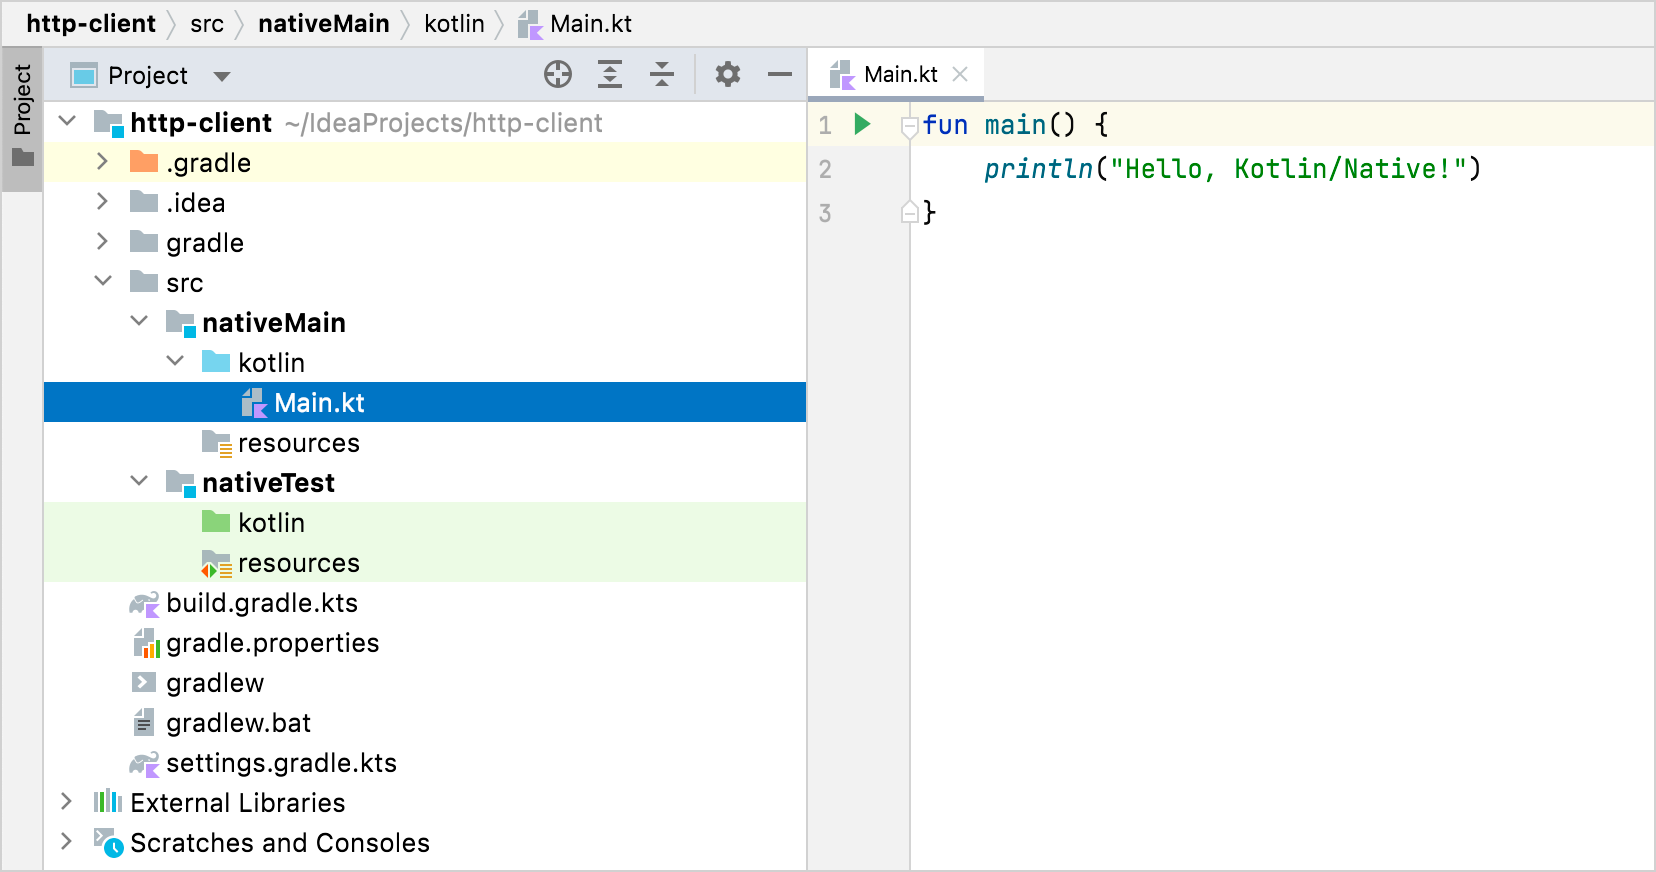 http-client src nativeMain kotlin Main.kt
Project
Project
http-client ~/IdeaProjects/http-client
.gradle
.idea
gradle
src
nativeMain
kotlin
Main.kt
resources
nativeTest
kotlin
resources
build.gradle.kts
gradle.properties
gradlew
gradlew.bat
settings.gradle.kts
External Libraries
Scratches and Consoles
Main.kt
1 fun main() {
2 println("Hello, Kotlin/Native!")
3 }